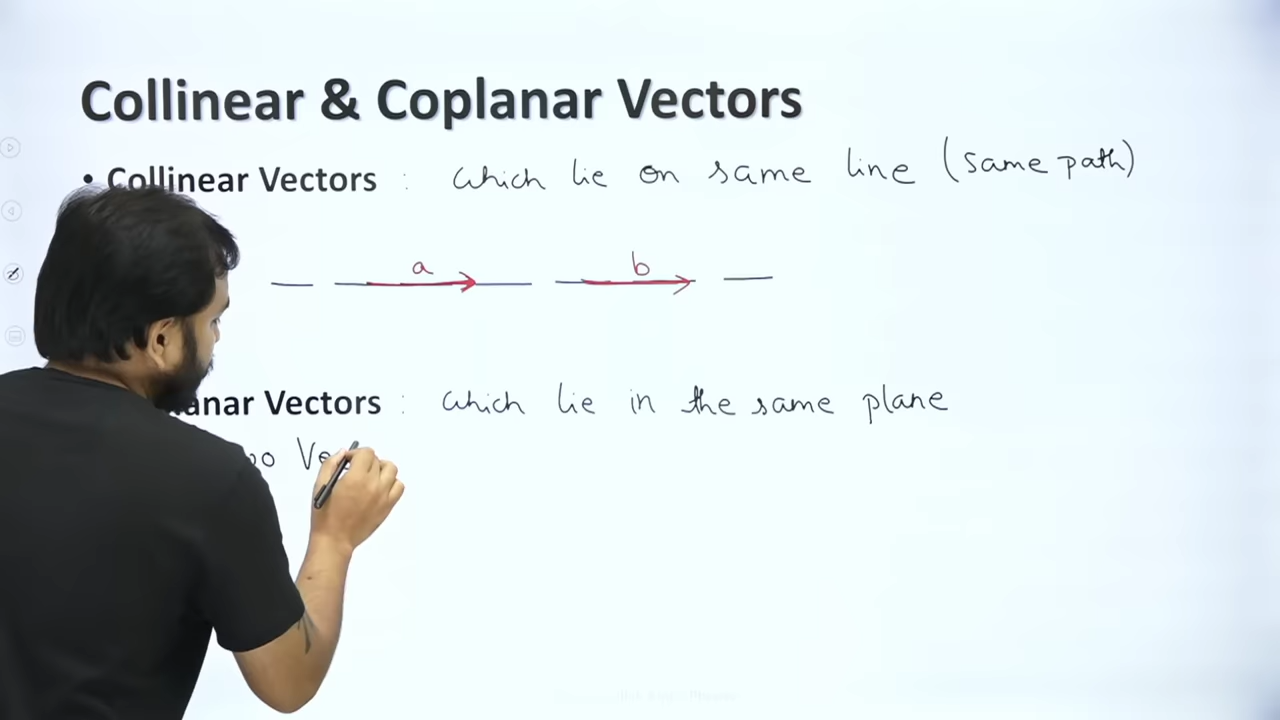 Collinear & Coplanar Vectors
• Collinear Vectors : which lie on same line (same path)
a b
Vectors : which lie in the same plane